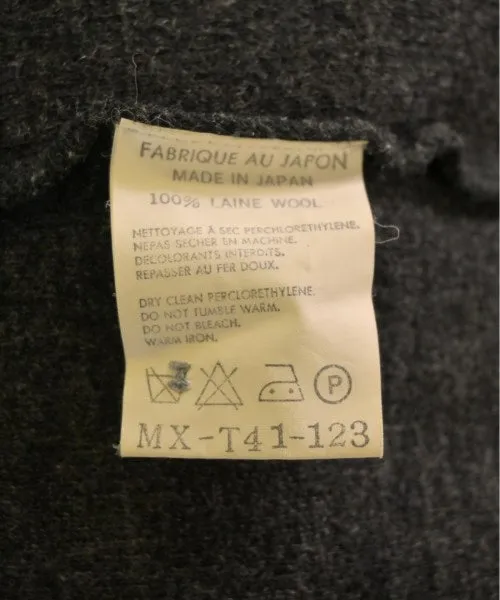 FABRIQUE AU JAPON
MADE IN JAPAN
100% LAINE WOOL
NETTOYAGE À SEC PERCHLORETHYLENE.
NEPAS SECHER EN MACHINE.
DECOLORANTS INTERDITS.
REPASSER AU FER DOUX.
DRY CLEAN PERCLORETHYLENE.
DO NOT TUMBLE WARM.
DO NOT BLEACH.
WARM IRON.
P
MX-T41-123